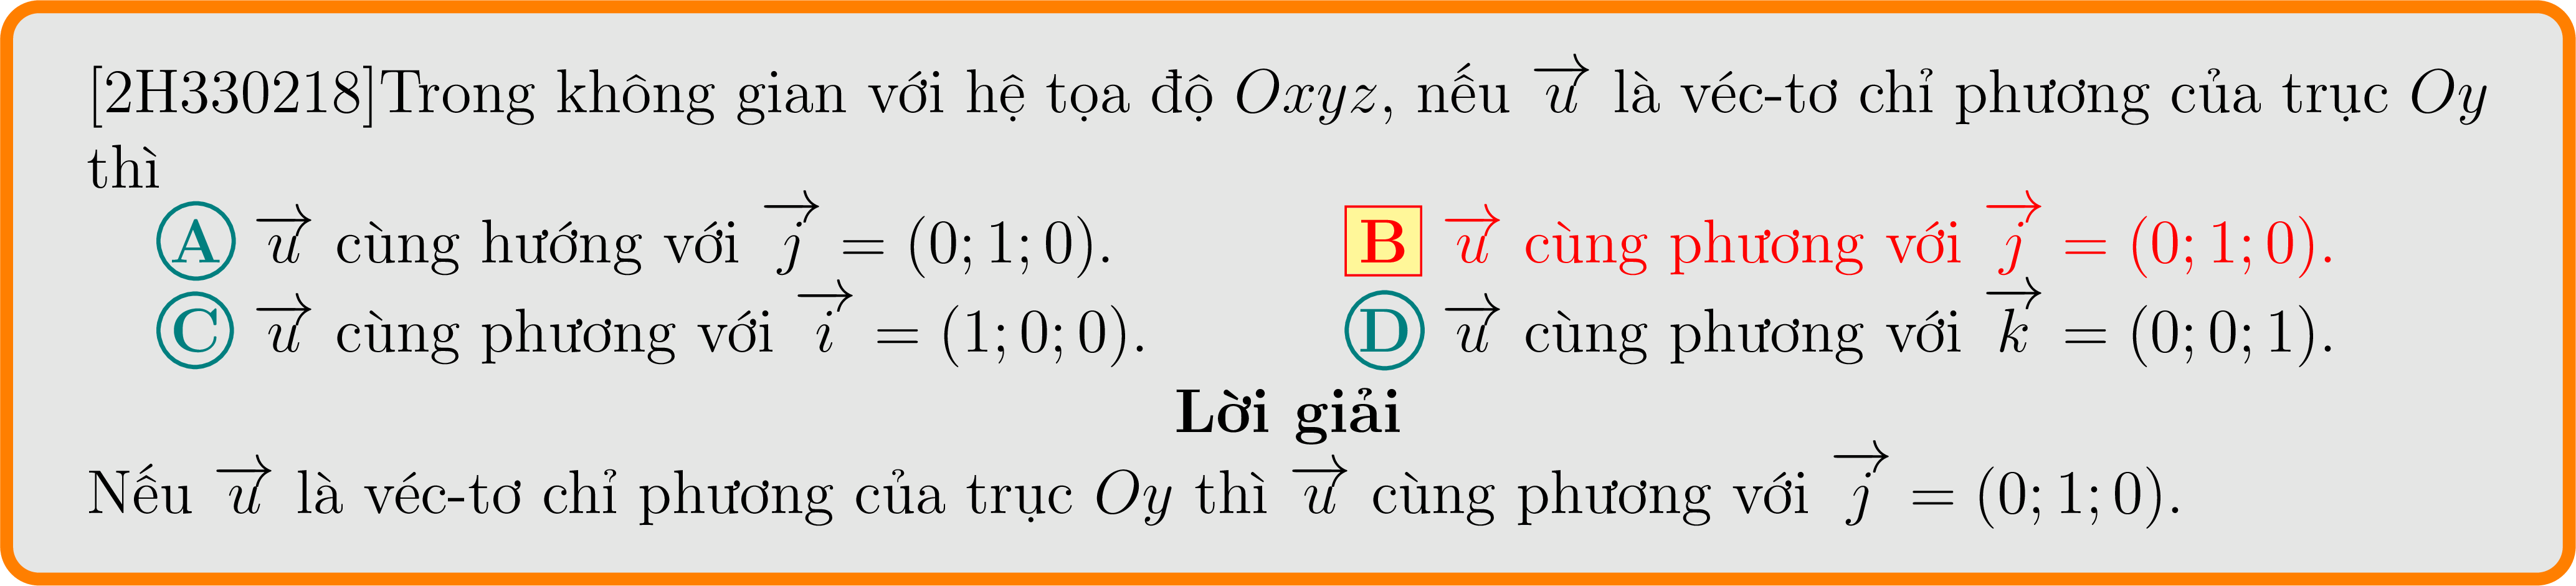 [2H330218]Trong không gian với hệ tọa độ Oxyz, nếu $\overrightarrow{u}$ là véc-tơ chỉ phương của trục Oy
thì
A $\overrightarrow{u}$ cùng hướng với $\overrightarrow{j}$ = (0; 1; 0). B $\overrightarrow{u}$ cùng phương với $\overrightarrow{j}$ = (0; 1; 0).
C $\overrightarrow{u}$ cùng phương với $\overrightarrow{i}$ = (1; 0; 0). D $\overrightarrow{u}$ cùng phương với $\overrightarrow{k}$ = (0; 0; 1).
Lời giải
Nếu $\overrightarrow{u}$ là véc-tơ chỉ phương của trục Oy thì $\overrightarrow{u}$ cùng phương với $\overrightarrow{j}$ = (0; 1; 0).